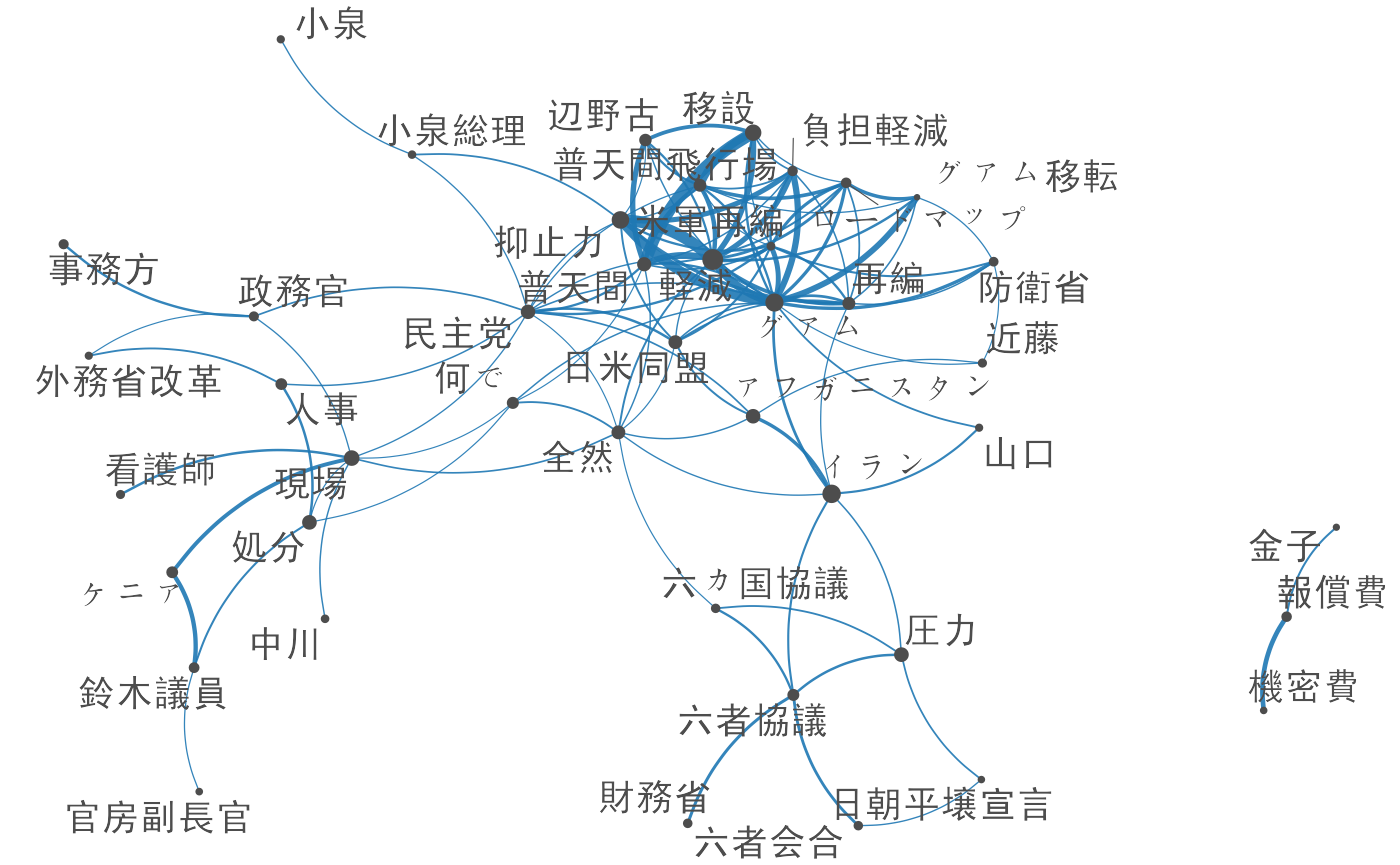 小泉
小泉総理
辺野古
移設
負担軽減
普天間飛行場
グアム移転
米軍再編
ロードマップ
抑止力
事務方
普天間
軽減
再編
防衛省
政務官
民主党
グアム
近藤
外務省改革
何で
日米同盟
アフガニスタン
人事
看護師
現場
全然
イラン
山口
処分
金子
ケニア
六カ国協議
報償費
中川
圧力
鈴木議員
機密費
六者協議
財務省
日朝平壌宣言
官房副長官
六者会合